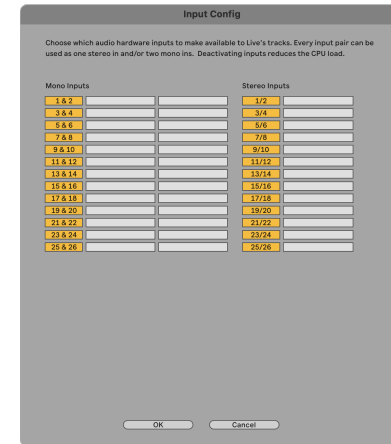 Input Config
Choose which audio hardware inputs to make available to Live's tracks. Every input pair can be
used as one stereo in and/or two mono ins.  Deactivating inputs reduces the CPU load.
Mono Inputs
Stereo Inputs
1 & 2
1/2
3 & 4
3/4
5 & 6
5/6
7 & 8
7/8
9 & 10
9/10
11 & 12
11/12
13 & 14
13/14
15 & 16
15/16
17 & 18
17/18
19 & 20
19/20
21 & 22
21/22
23 & 24
23/24
25 & 26
25/26
OK
Cancel